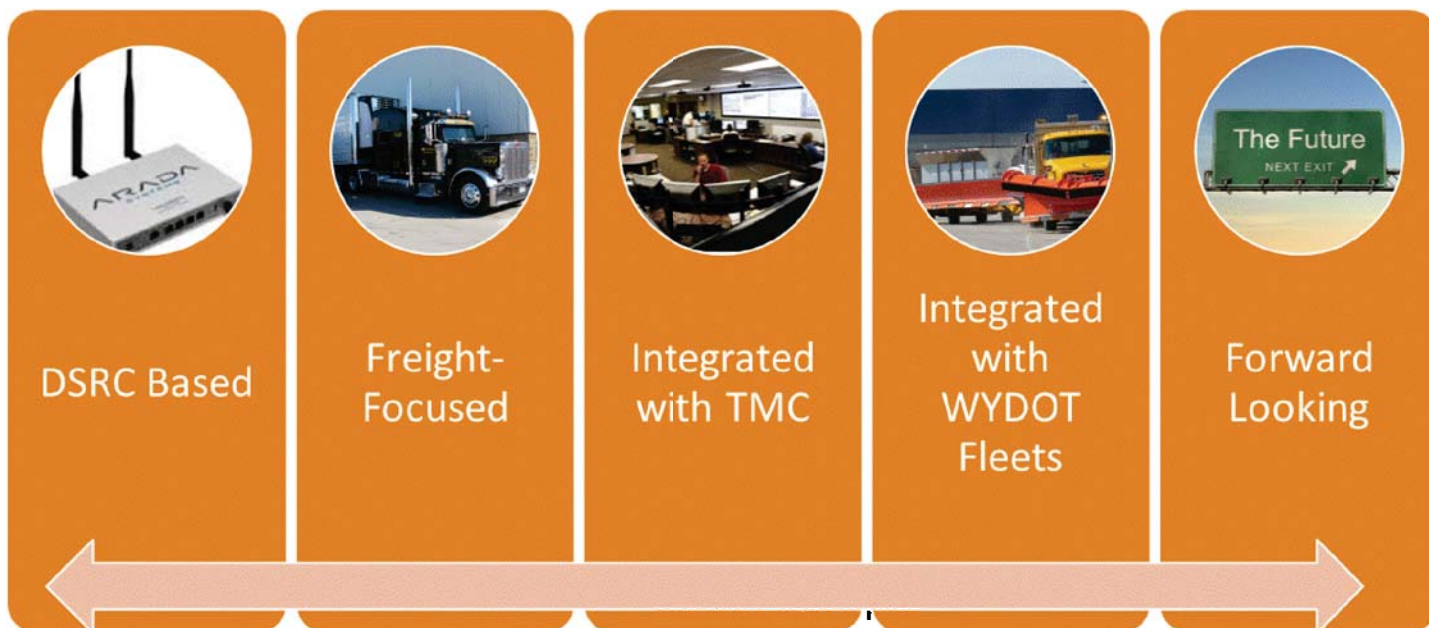 ARADA
Systems
The Future
NEXT EXIT
DSRC Based
Freight-
Focused
Integrated
with TMC
Integrated
with
WYDOT
Fleets
Forward
Looking